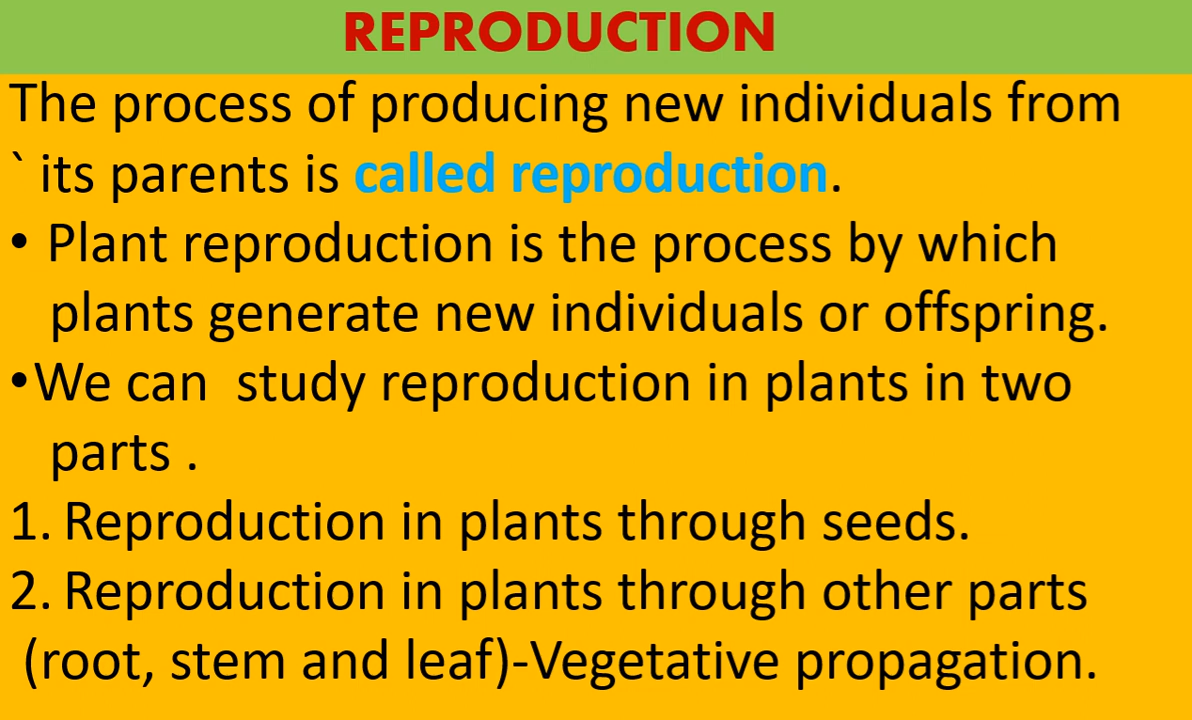 REPRODUCTION
The process of producing new individuals from
` its parents is called reproduction.
• Plant reproduction is the process by which
plants generate new individuals or offspring.
•We can  study reproduction in plants in two
parts .
1. Reproduction in plants through seeds.
2. Reproduction in plants through other parts
(root, stem and leaf)-Vegetative propagation.